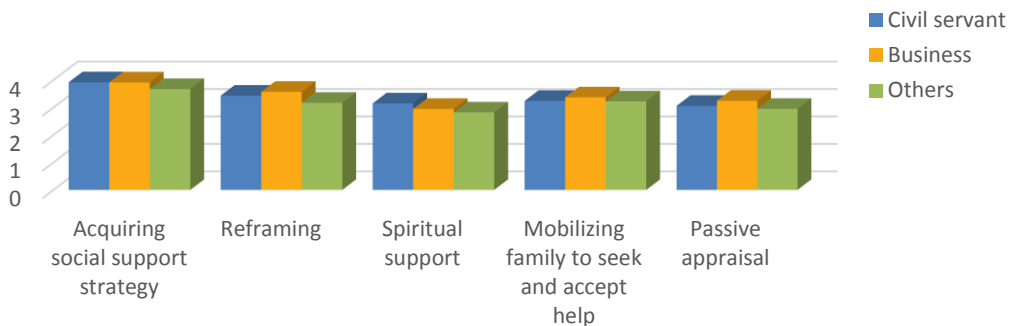 Civil servant
Business
Others
4
3
2
1
0
Acquiring
social support
strategy
Reframing
Spiritual
support
Mobilizing
family to seek
and accept
help
Passive
appraisal